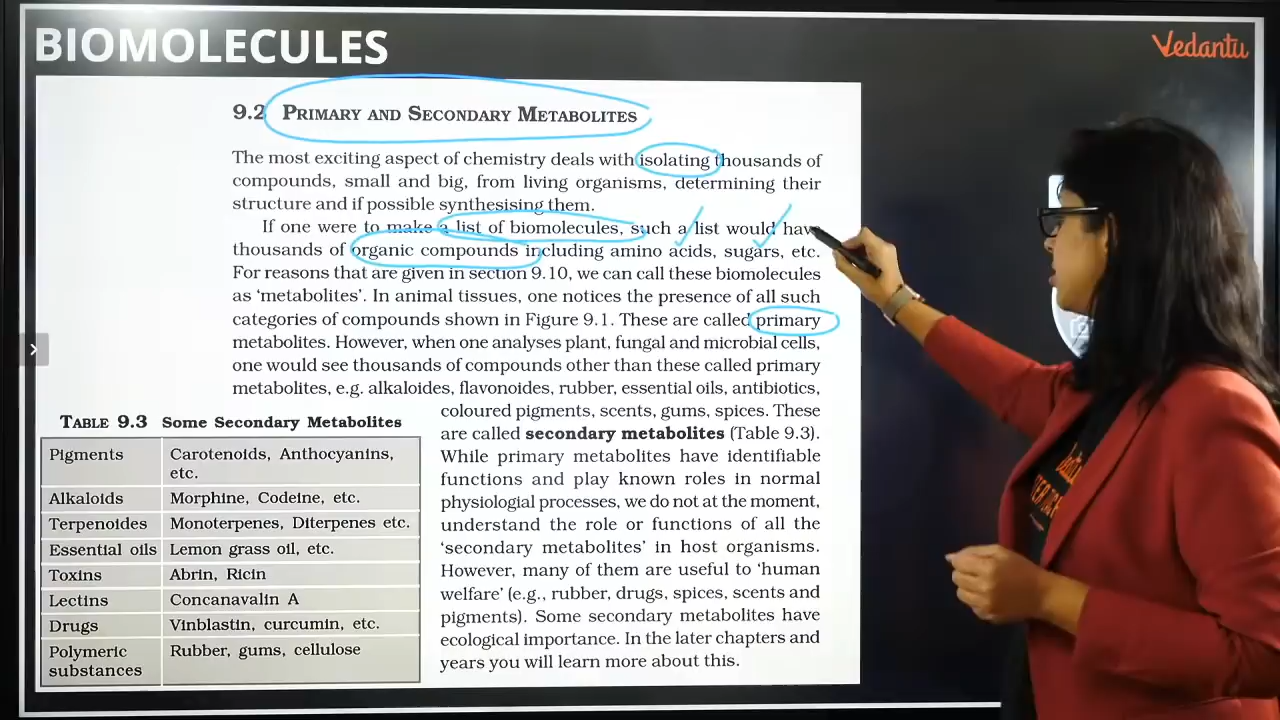 BIOMOLECULES
Vedantu
9.2 PRIMARY AND SECONDARY METABOLITES
The most exciting aspect of chemistry deals with isolating thousands of
compounds, small and big, from living organisms, determining their
structure and if possible synthesising them.
If one were to make a list of biomolecules, such a list would have
thousands of organic compounds including amino acids, sugars, etc.
For reasons that are given in section 9.10, we can call these biomolecules
as ‘metabolites’. In animal tissues, one notices the presence of all such
categories of compounds shown in Figure 9.1. These are called primary
metabolites. However, when one analyses plant, fungal and microbial cells,
one would see thousands of compounds other than these called primary
metabolites, e.g. alkaloides, flavonoides, rubber, essential oils, antibiotics,
coloured pigments, scents, gums, spices. These
are called secondary metabolites (Table 9.3).
While primary metabolites have identifiable
functions and play known roles in normal
physiologial processes, we do not at the moment,
understand the role or functions of all the
‘secondary metabolites’ in host organisms.
However, many of them are useful to ‘human
welfare’ (e.g., rubber, drugs, spices, scents and
pigments). Some secondary metabolites have
ecological importance. In the later chapters and
years you will learn more about this.
TABLE 9.3 Some Secondary Metabolites
Pigments Carotenoids, Anthocyanins,
etc.
Alkaloids Morphine, Codeine, etc.
Terpenoides Monoterpenes, Diterpenes etc.
Essential oils Lemon grass oil, etc.
Toxins Abrin, Ricin
Lectins Concanavalin A
Drugs Vinblastin, curcumin, etc.
Polymeric Rubber, gums, cellulose
substances